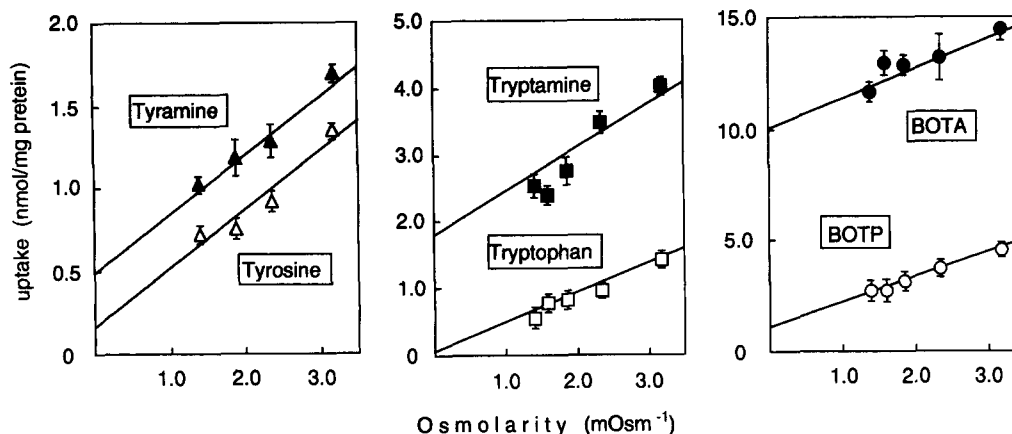 uptake (nmol/mg pretein)
2.0
1.5
1.0
0.5
0
Tyramine
Tyrosine
1.0 2.0 3.0
5.0
4.0
3.0
2.0
1.0
0
Tryptamine
Tryptophan
1.0 2.0 3.0
15.0
10.0
5.0
0
BOTA
BOTP
1.0 2.0 3.0
Osmolarity (mOsm⁻¹)